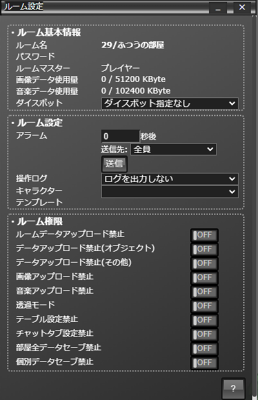 ルーム設定
・ルーム基本情報
ルーム名 29/ふつうの部屋
パスワード
ルームマスター プレイヤー
画像データ使用量 0 / 51200 KByte
音楽データ使用量 0 / 102400 KByte
ダイスボット ダイスボット指定なし
・ルーム設定
アラーム 0 秒後
送信先: 全員
送信
操作ログ ログを出力しない
キャラクター
テンプレート
・ルーム権限
ルームデータアップロード禁止 OFF
データアップロード禁止(オブジェクト) OFF
データアップロード禁止(その他) OFF
画像アップロード禁止 OFF
音楽アップロード禁止 OFF
透過モード OFF
テーブル設定禁止 OFF
チャットタブ設定禁止 OFF
部屋全データセーブ禁止 OFF
個別データセーブ禁止 OFF
?